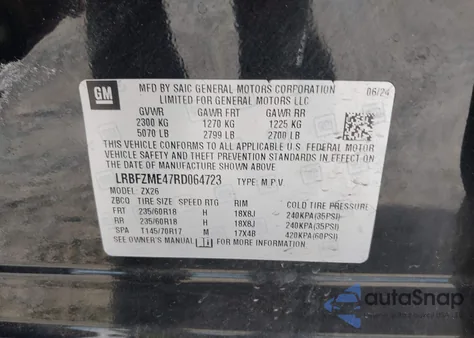 GM
MFD BY SAIC GENERAL MOTORS CORPORATION 06/24
LIMITED FOR GENERAL MOTORS LLC
GVWR GAWR FRT GAWR RR
2300 KG 1270 KG 1225 KG
5070 LB 2799 LB 2700 LB
THIS VEHICLE CONFORMS TO ALL APPLICABLE U.S. FEDERAL MOTOR
VEHICLE SAFETY, BUMPER, AND THEFT PREVENTION STANDARDS IN
EFFECT ON THE DATE OF MANUFACTURE SHOWN ABOVE.
LRBFZME47RD064723 TYPE: M P V
MODEL: ZX26
ZBCO TIRE SIZE SPEED RTG RIM COLD TIRE PRESSURE
FRT 235/60R18 H 18X8J 240KPA(35PSI)
RR 235/60R18 H 18X8J 240KPA(35PSI)
SPA T145/70R17 M 17X4B 420KPA(60PSI)
SEE OWNER'S MANUAL FOR MORE INFORMATION
autoSnap